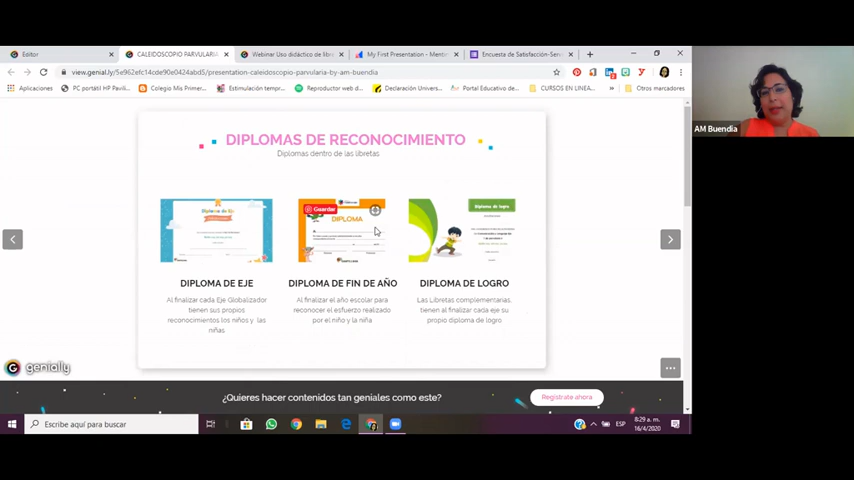 Editor
CALEIDOSCOPIO PARVULARIA
Webinar Uso didáctico de libre
My First Presentation - Mentim
Encuesta de Satisfacción-Sem
view.genial.ly/5e962efc14cde90e0424abd5/presentation-caleidoscopio-parvularia-by-am-buendia
Aplicaciones
PC portátil HP Pavili...
Colegio Mis Primer...
Estimulación tempr...
Reproductor web d...
Declaración Univers...
Portal Educativo de...
CURSOS EN LINEA...
Otros marcadores
AM Buendia
DIPLOMAS DE RECONOCIMIENTO
Diplomas dentro de las libretas
Diploma de Eje
Guardar
DIPLOMA
Diploma de logro
DIPLOMA DE EJE
Al finalizar cada Eje Globalizador
tienen sus propios
reconocimientos los niños y las
niñas
DIPLOMA DE FIN DE AÑO
Al finalizar el año escolar para
reconocer el esfuerzo realizado
por el niño y la niña
DIPLOMA DE LOGRO
Las Libretas complementarias,
tienen al finalizar cada eje su
propio diploma de logro
genially
¿Quieres hacer contenidos tan geniales como este?
Regístrate ahora
Escribe aquí para buscar
ESP
8:29 a. m.
16/4/2020